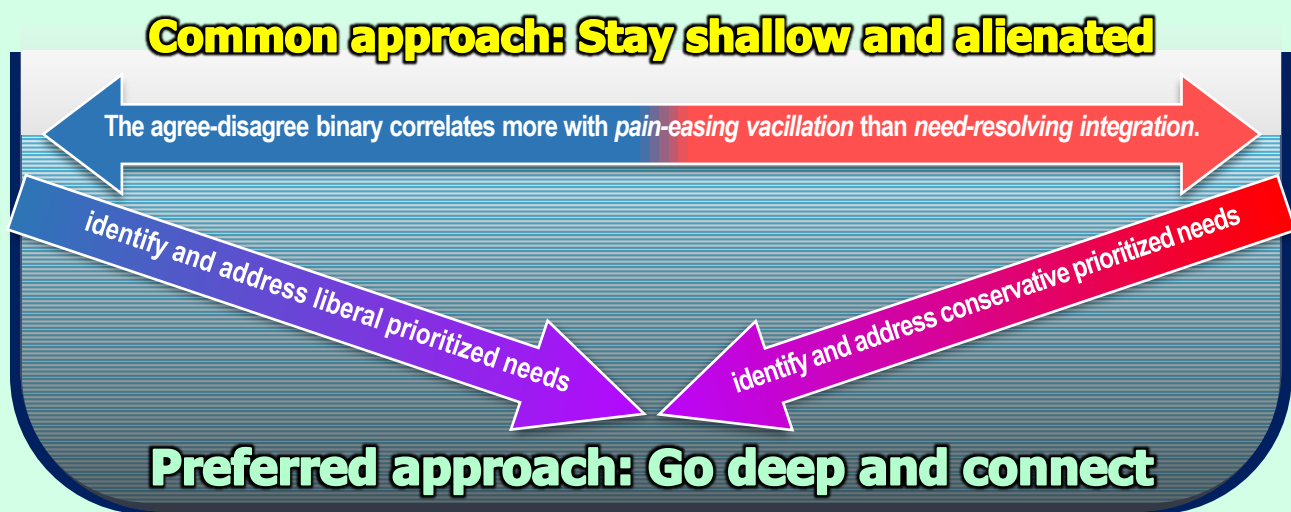 Common approach: Stay shallow and alienated
The agree-disagree binary correlates more with pain-easing vacillation than need-resolving integration.
identify and address liberal prioritized needs
identify and address conservative prioritized needs
Preferred approach: Go deep and connect